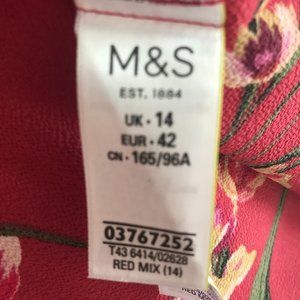 M&S
EST. 1884
UK • 14
EUR • 42
CN • 165/96A
03767252
T43 6414/02628
RED MIX (14)